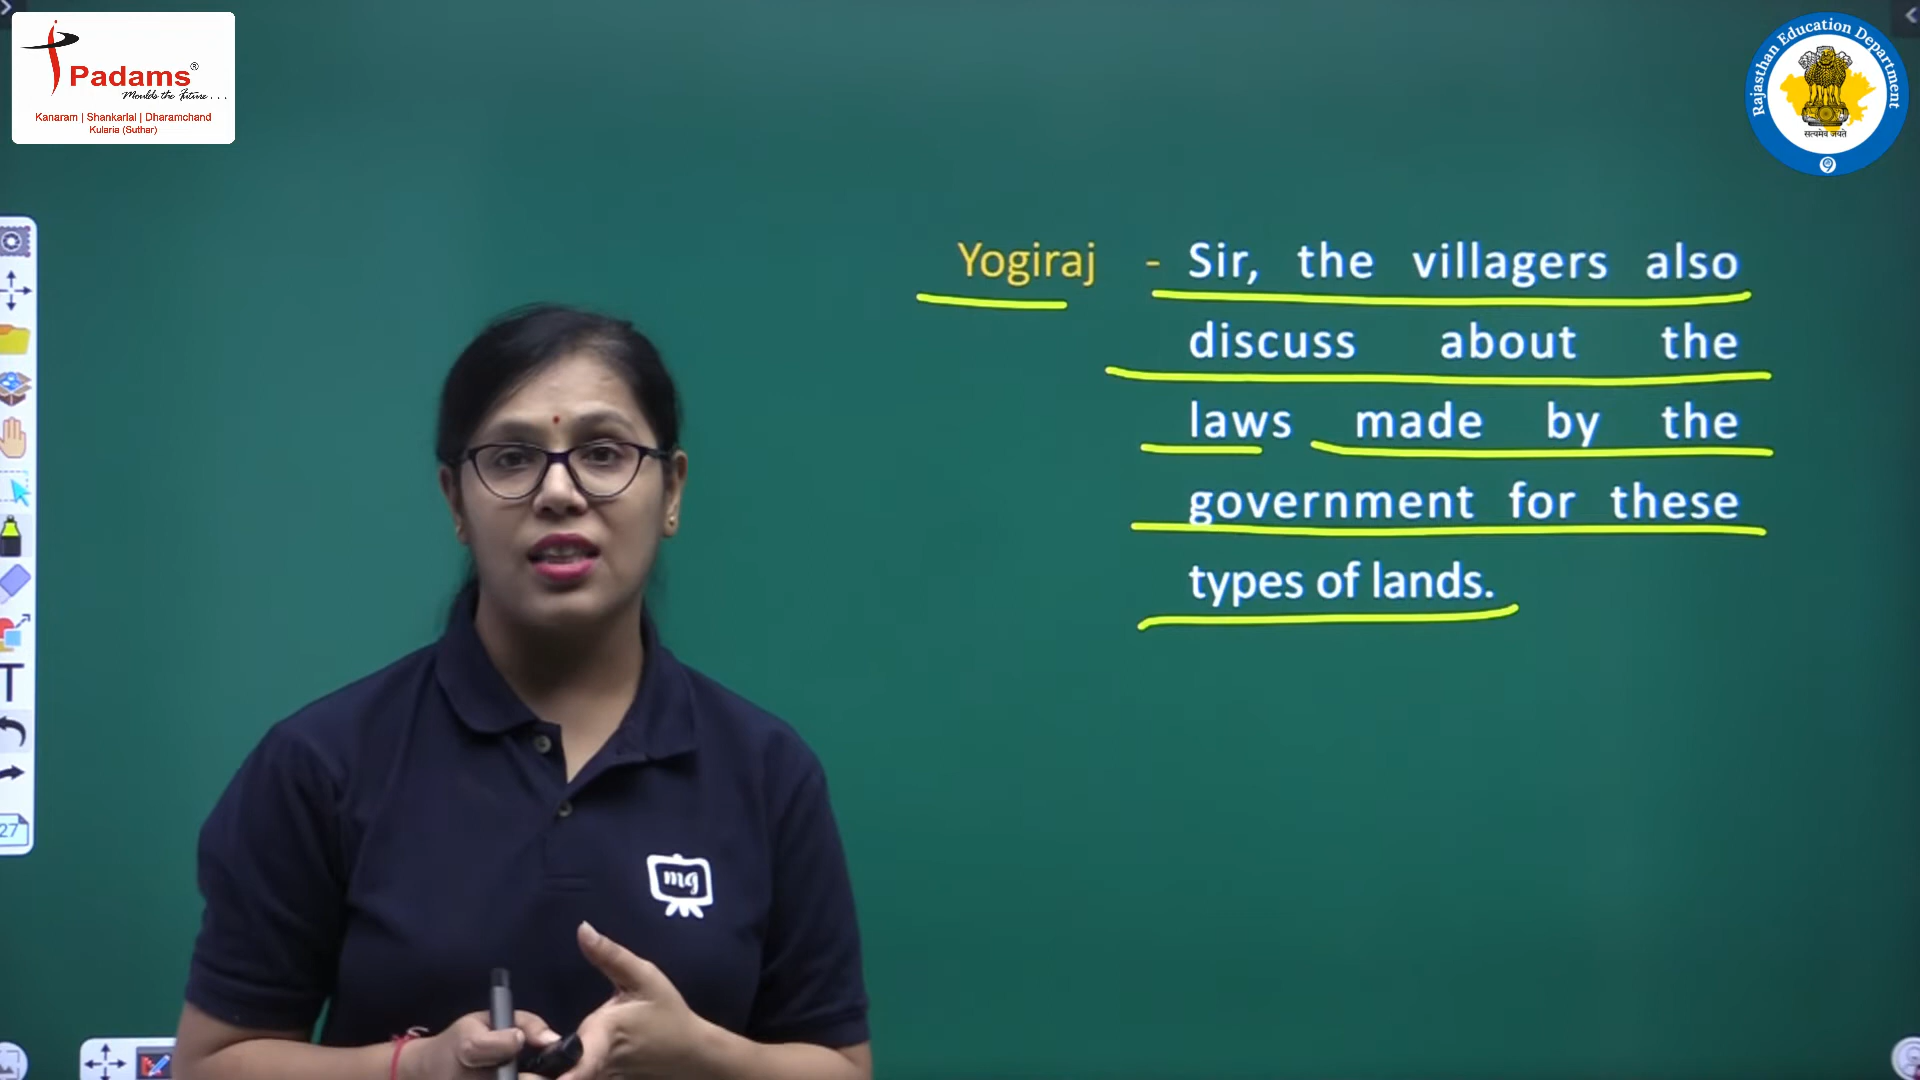 Padams®
Moulds the Future . . .
Kanaram | Shankarlal | Dharamchand
Kularia (Suthar)
Rajasthan Education Department
सत्यमेव जयते
Yogiraj - Sir, the villagers also
discuss about the
laws made by the
government for these
types of lands.
mg
T
27